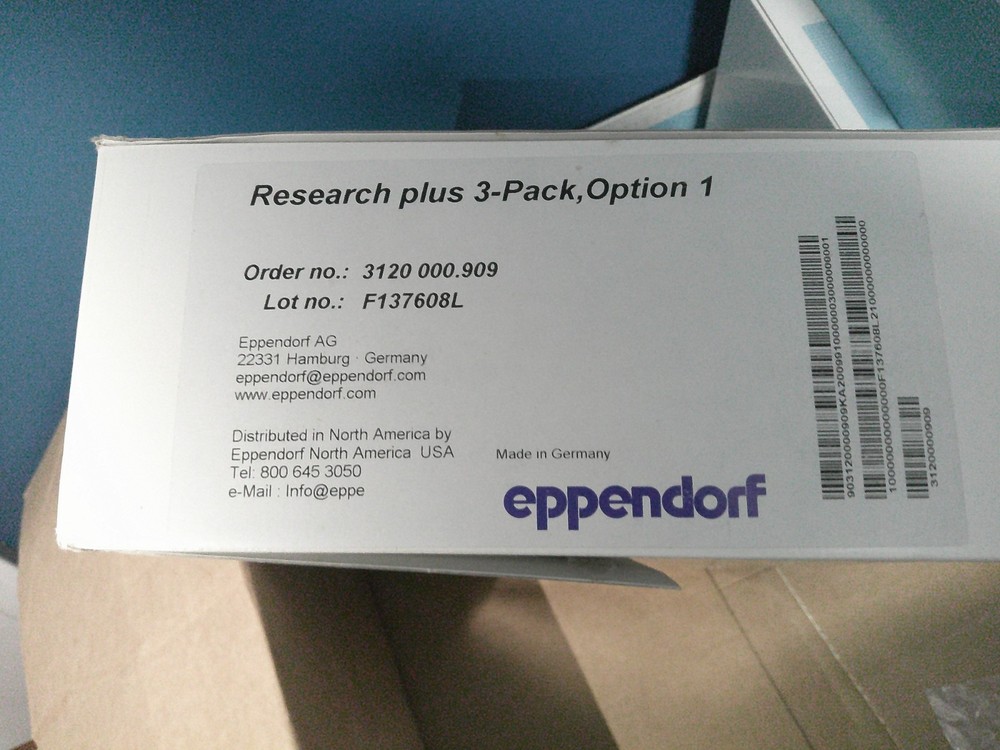 Research plus 3-Pack,Option 1
Order no.: 3120 000.909
Lot no.: F137608L
Eppendorf AG
22331 Hamburg · Germany
eppendorf@eppendorf.com
www.eppendorf.com
Distributed in North America by
Eppendorf North America USA
Tel: 800 645 3050
e-Mail : Info@eppe
Made in Germany
eppendorf
3120000909